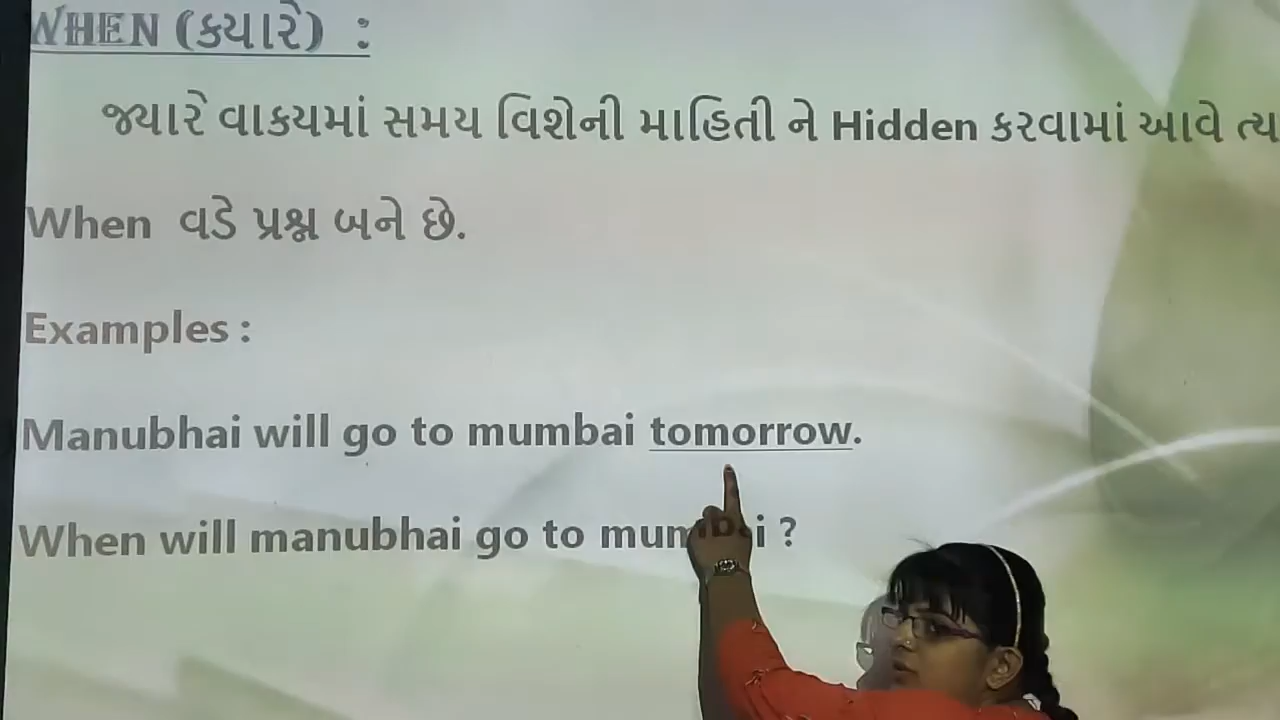 WHEN (ક્યારે) :
જ્યારે વાક્યમાં સમય વિશેની માહિતી ને Hidden કરવામાં આવે
When વડે પ્રશ્ન બને છે.
Examples :
Manubhai will go to mumbai tomorrow.
When will manubhai go to mumbai ?